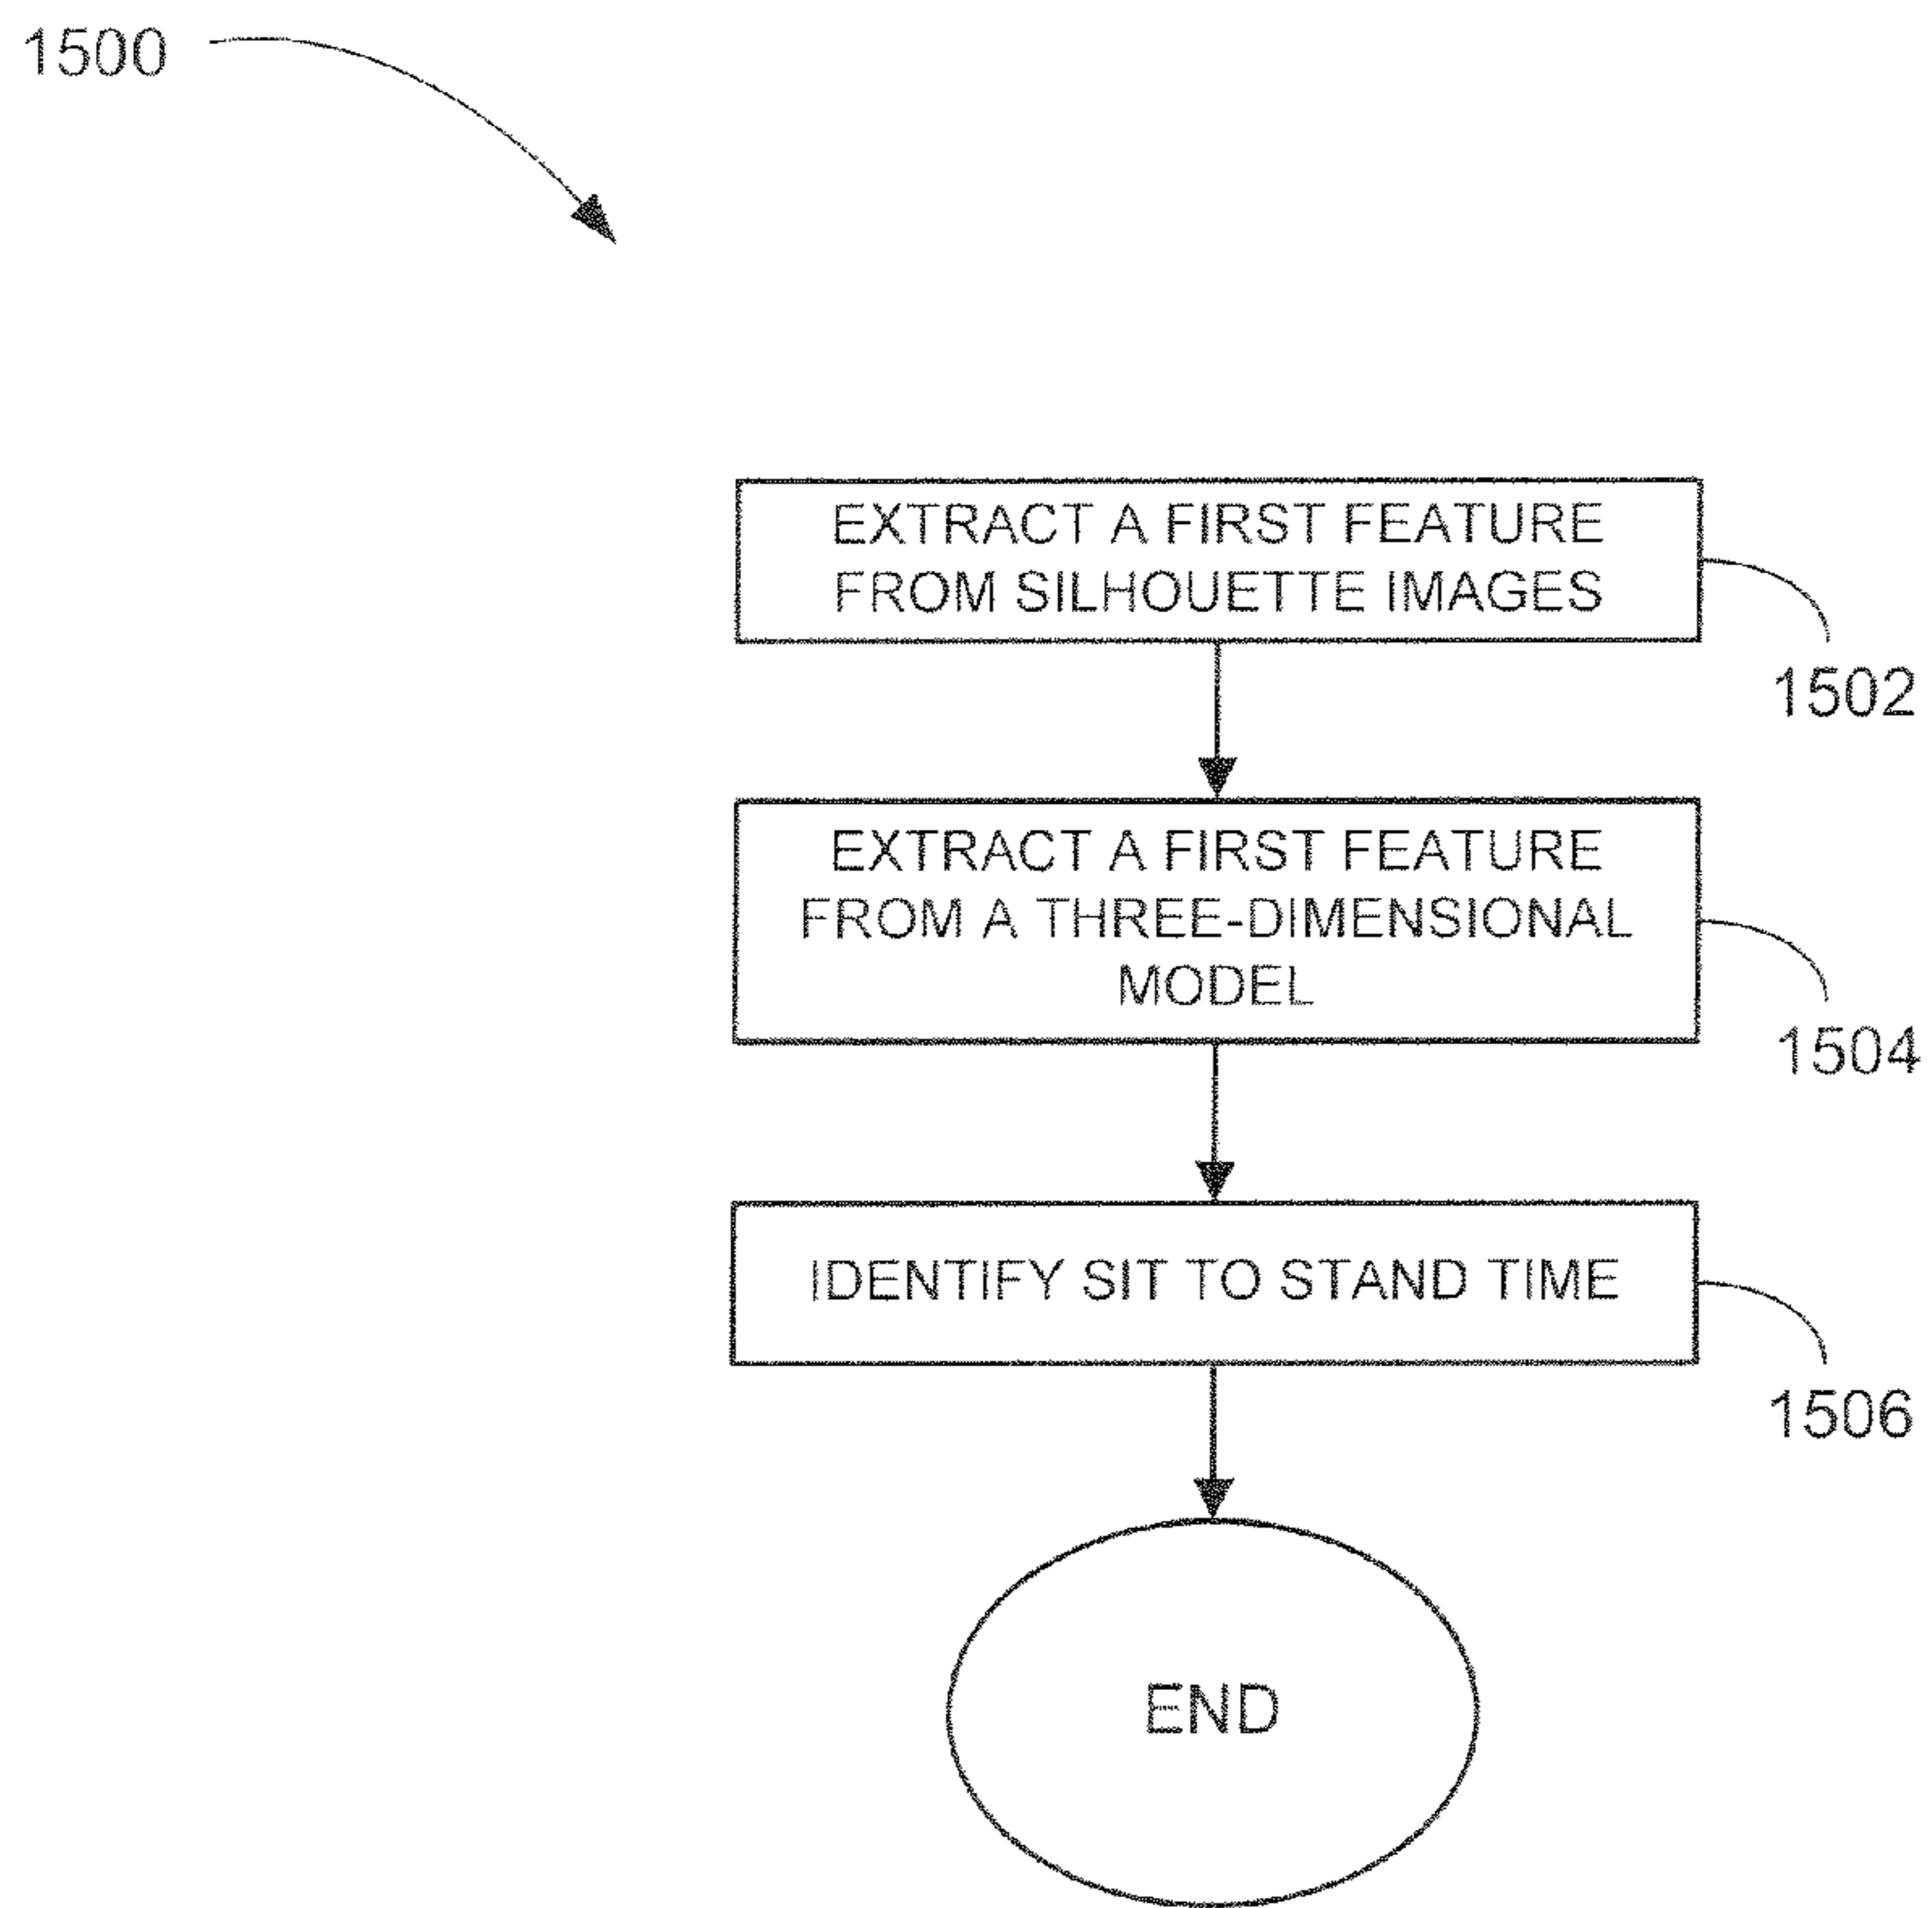 1500
EXTRACT A FIRST FEATURE
FROM SILHOUETTE IMAGES
1502
EXTRACT A FIRST FEATURE
FROM A THREE-DIMENSIONAL
MODEL
1504
IDENTIFY SIT TO STAND TIME
1506
END